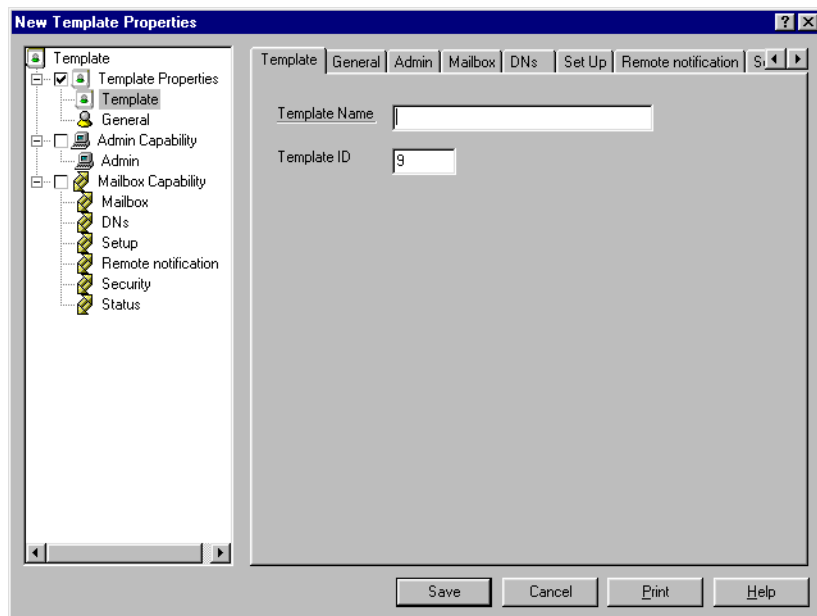 New Template Properties
Template
Template Properties
Template
General
Admin Capability
Admin
Mailbox Capability
Mailbox
DNs
Setup
Remote notification
Security
Status
Template General Admin Mailbox DNs Set Up Remote notification
Template Name
Template ID 9
Save Cancel Print Help